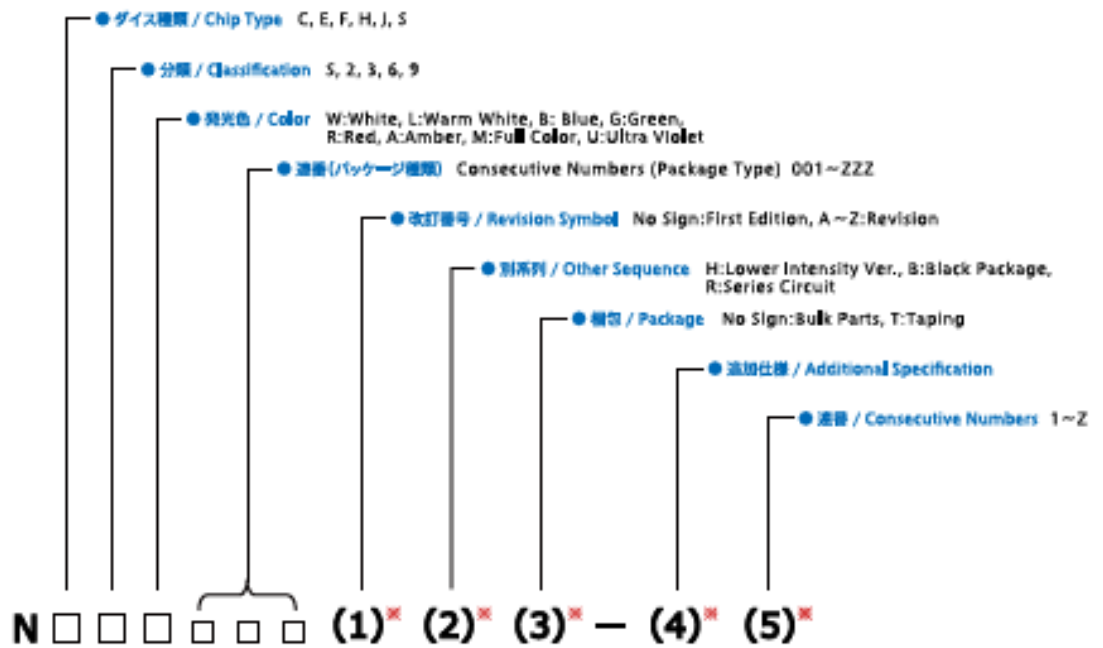 ● ダイス種類 / Chip Type C, E, F, H, J, S
● 分類 / Classification S, 2, 3, 6, 9
● 発光色 / Color W:White, L:Warm White, B: Blue, G:Green,
R:Red, A:Amber, M:Full Color, U:Ultra Violet
● 連番(パッケージ種類) Consecutive Numbers (Package Type) 001~ZZZ
● 改訂番号 / Revision Symbol No Sign:First Edition, A~Z:Revision
● 別系列 / Other Sequence H:Lower Intensity Ver., B:Black Package,
R:Series Circuit
● 梱包 / Package No Sign:Bulk Parts, T:Taping
● 追加仕様 / Additional Specification
● 連番 / Consecutive Numbers 1~Z
N□□□□□□ (1)※ (2)※ (3)※ − (4)※ (5)※